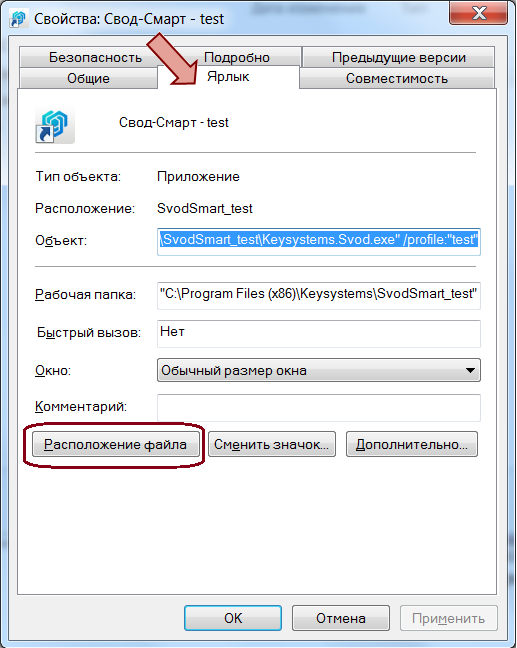 Свойства: Свод-Смарт - test
Безопасность Подробно Предыдущие версии
Общие Ярлык Совместимость
Свод-Смарт - test
Тип объекта: Приложение
Расположение: SvodSmart_test
Объект: \SvodSmart_test\Keysystems.Svod.exe" /profile:"test"
Рабочая папка: "C:\Program Files (x86)\Keysystems\SvodSmart_test"
Быстрый вызов: Нет
Окно: Обычный размер окна
Комментарий:
Расположение файла Сменить значок... Дополнительно...
OK Отмена Применить